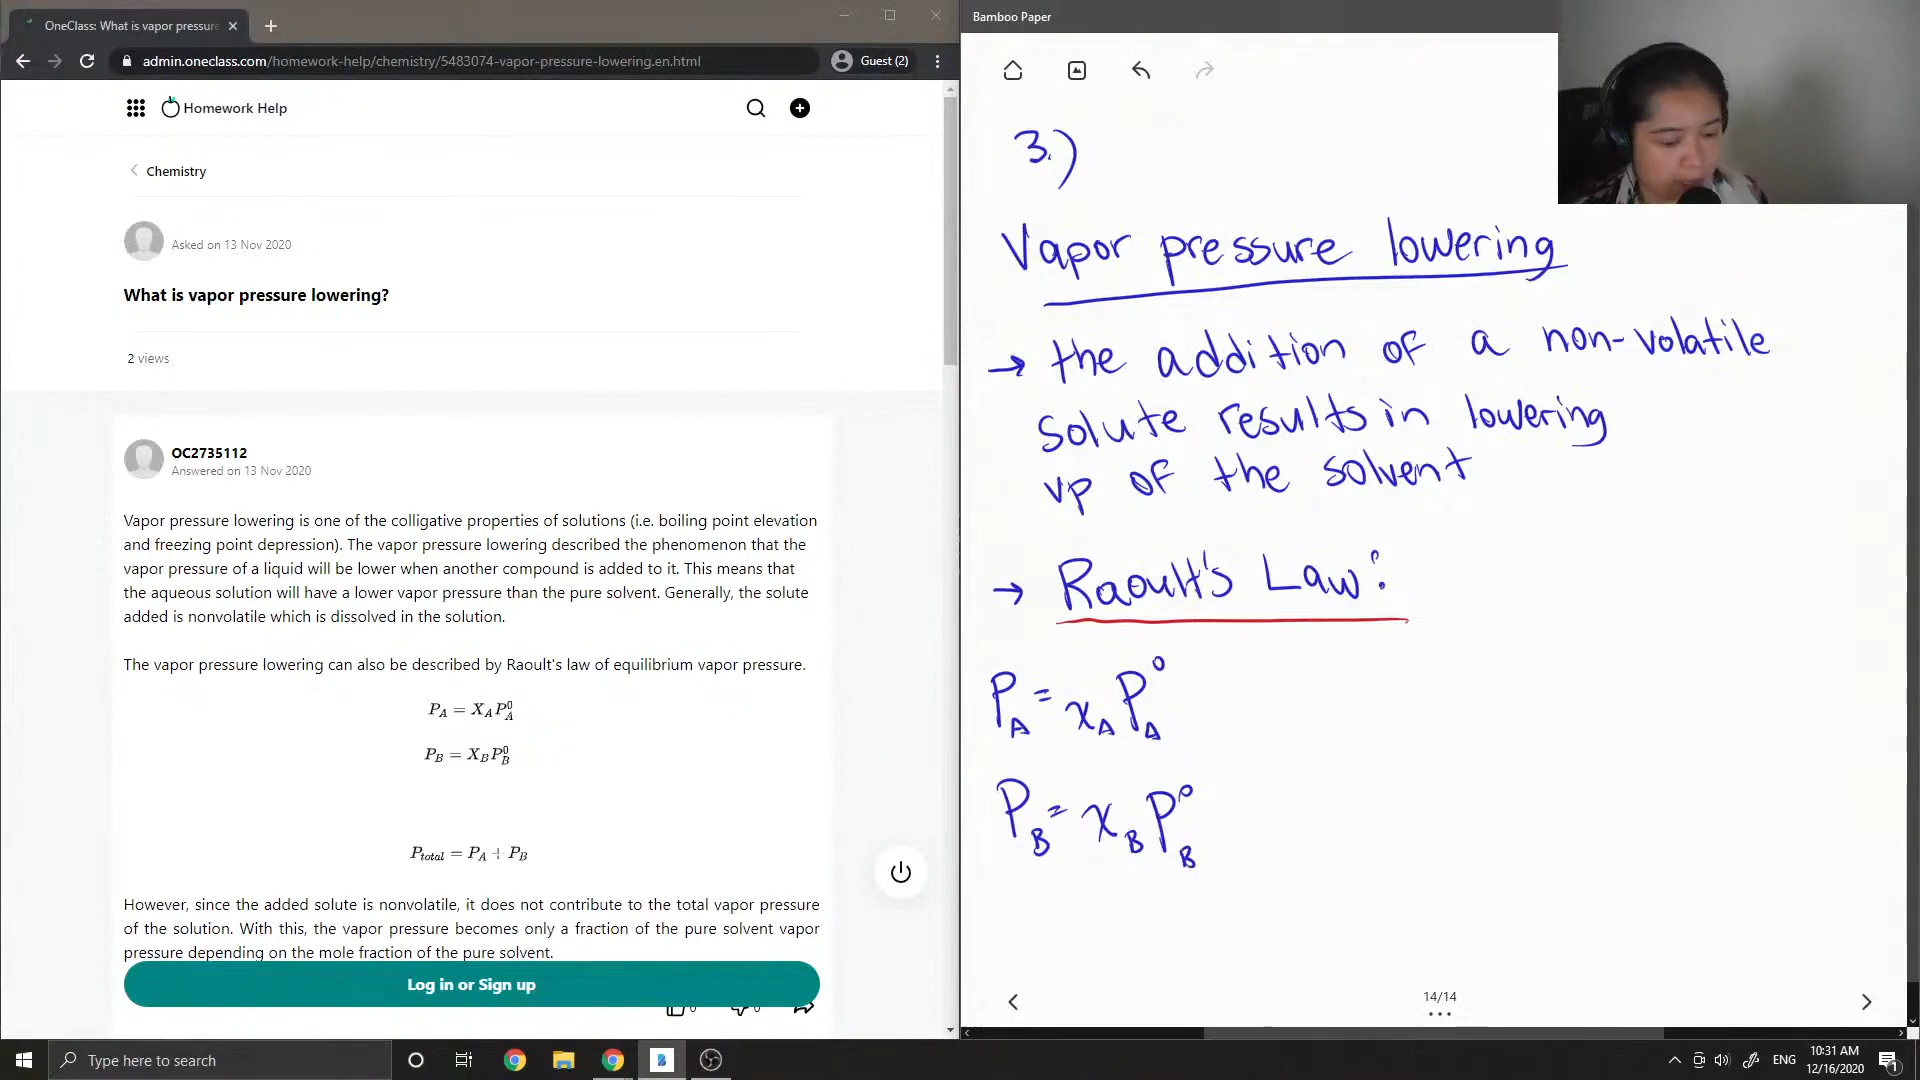 OneClass: What is vapor pressure
admin.oneclass.com/homework-help/chemistry/5483074-vapor-pressure-lowering.en.html
Guest (2)
Homework Help
Chemistry
Asked on 13 Nov 2020
What is vapor pressure lowering?
2 views
OC2735112
Answered on 13 Nov 2020
Vapor pressure lowering is one of the colligative properties of solutions (i.e. boiling point elevation
and freezing point depression). The vapor pressure lowering described the phenomenon that the
vapor pressure of a liquid will be lower when another compound is added to it. This means that
the aqueous solution will have a lower vapor pressure than the pure solvent. Generally, the solute
added is nonvolatile which is dissolved in the solution.
The vapor pressure lowering can also be described by Raoult's law of equilibrium vapor pressure.
P_A = X_A P_A^0
P_B = X_B P_B^0
P_total = P_A + P_B
However, since the added solute is nonvolatile, it does not contribute to the total vapor pressure
of the solution. With this, the vapor pressure becomes only a fraction of the pure solvent vapor
pressure depending on the mole fraction of the pure solvent.
Log in or Sign up
0 0
Bamboo Paper
3.)
Vapor pressure lowering
→ the addition of a non-volatile
solute results in lowering
vp of the solvent
→ Raoult's Law:
P_A = x_A P_A^0
P_B = x_B P_B^0
14/14
Type here to search
ENG
10:31 AM
12/16/2020
1